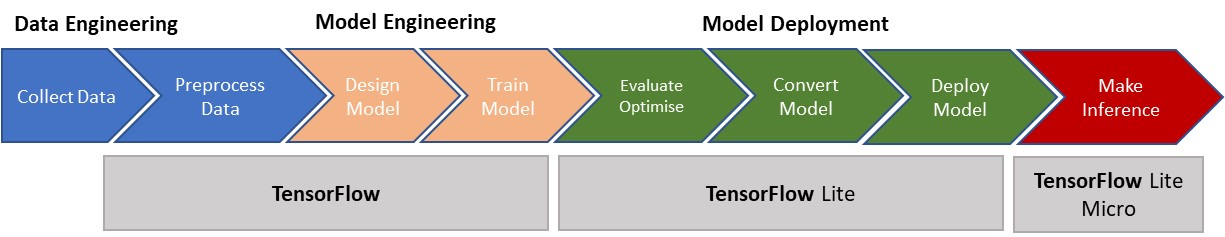 Data Engineering
Model Engineering
Model Deployment
Collect Data
Preprocess
Data
Design
Model
Train
Model
Evaluate
Optimise
Convert
Model
Deploy
Model
Make
Inference
TensorFlow
TensorFlow Lite
TensorFlow Lite
Micro